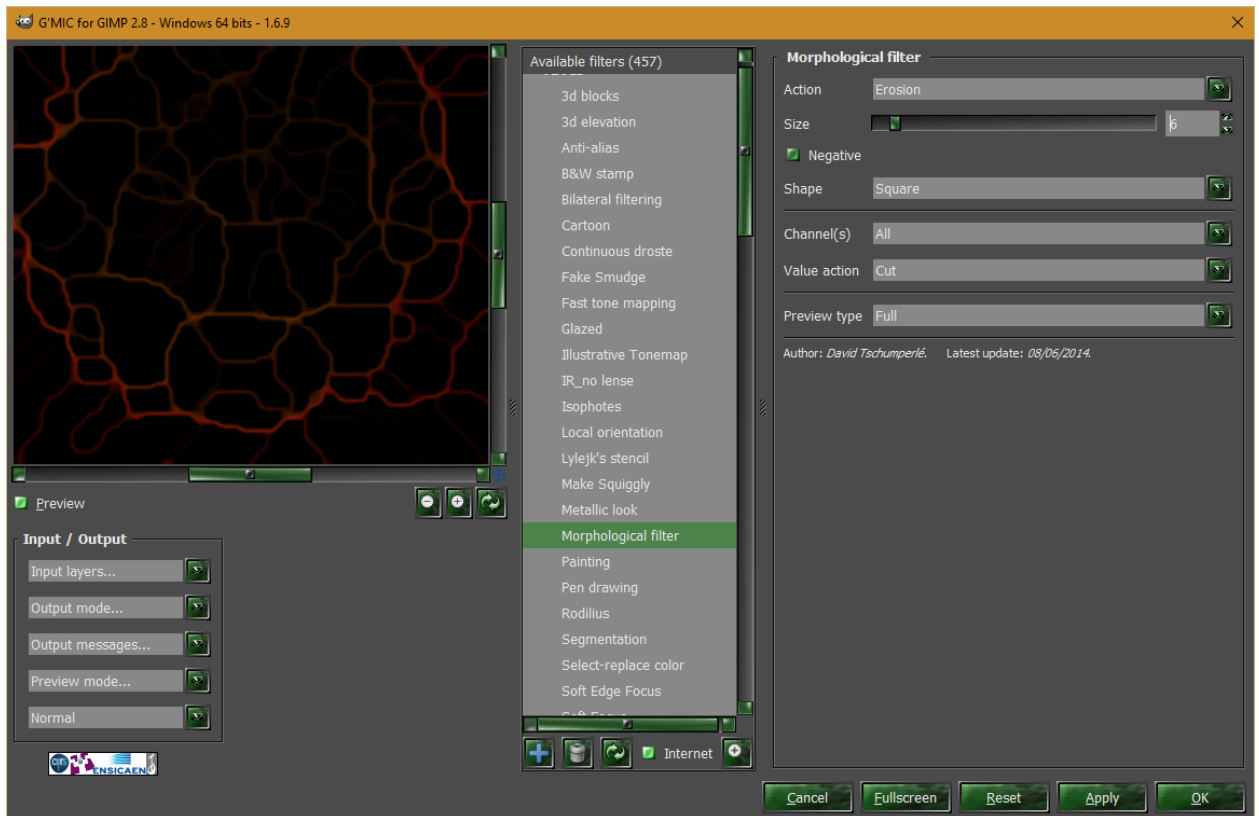 G'MIC for GIMP 2.8 - Windows 64 bits - 1.6.9
Preview
Input / Output
Input layers...
Output mode...
Output messages...
Preview mode...
Normal
ENSICAEN
Available filters (457)
3d blocks
3d elevation
Anti-alias
B&W stamp
Bilateral filtering
Cartoon
Continuous droste
Fake Smudge
Fast tone mapping
Glazed
Illustrative Tonemap
IR_no lense
Isophotes
Local orientation
Lylejk's stencil
Make Squiggly
Metallic look
Morphological filter
Painting
Pen drawing
Rodilius
Segmentation
Select-replace color
Soft Edge Focus
Internet
Morphological filter
Action Erosion
Size 6
Negative
Shape Square
Channel(s) All
Value action Cut
Preview type Full
Author: David Tschumperlé. Latest update: 08/06/2014.
Cancel Fullscreen Reset Apply OK